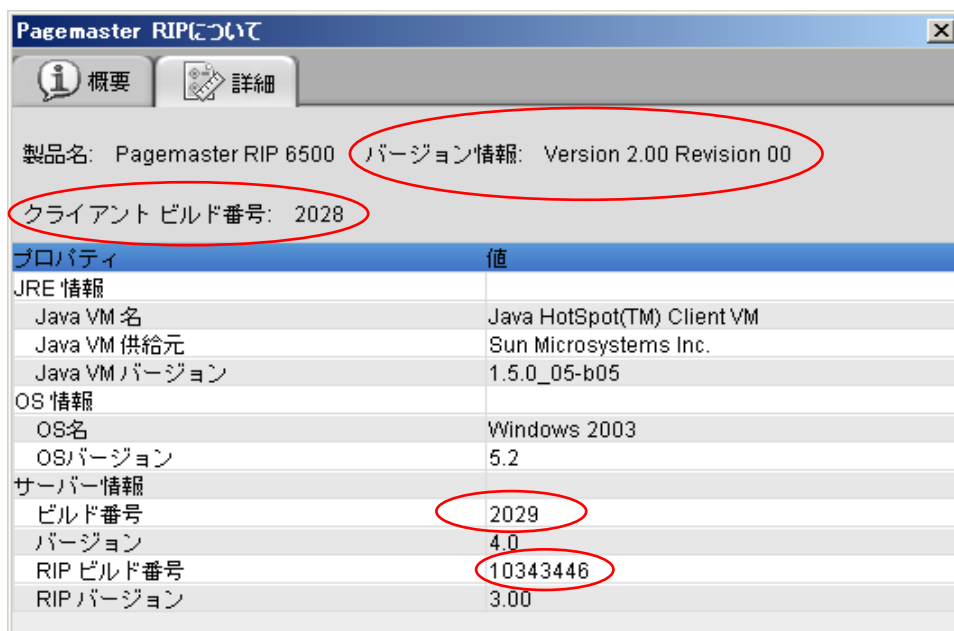 Pagemaster RIPについて
概要 詳細
製品名: Pagemaster RIP 6500 バージョン情報: Version 2.00 Revision 00
クライアント ビルド番号: 2028
プロパティ 値
JRE 情報
Java VM 名 Java HotSpot(TM) Client VM
Java VM 供給元 Sun Microsystems Inc.
Java VM バージョン 1.5.0_05-b05
OS 情報
OS名 Windows 2003
OSバージョン 5.2
サーバー情報
ビルド番号 2029
バージョン 4.0
RIP ビルド番号 10343446
RIP バージョン 3.00